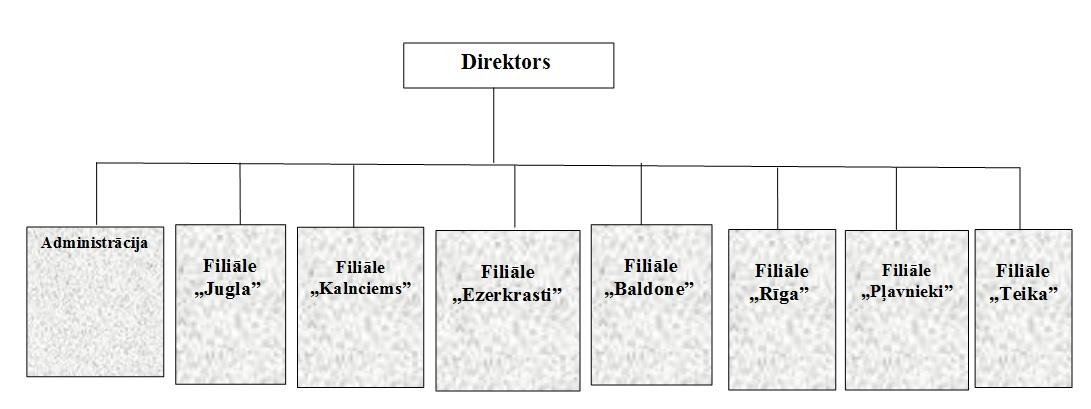 Direktors
Administrācija
Filiāle
„Jugla”
Filiāle
„Kalnciems”
Filiāle
„Ezerkrasti”
Filiāle
„Baldone”
Filiāle
„Rīga”
Filiāle
„Pļavnieki”
Filiāle
„Teika”